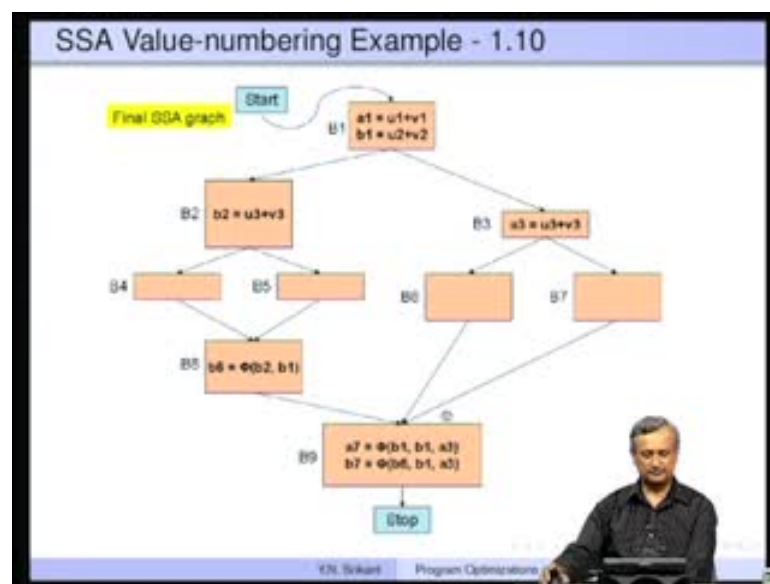 SSA Value-numbering Example - 1.10
Start
Final SSA graph
B1
a1 = u1+v1
b1 = u2+v2
B2
b2 = u3+v3
B3
a3 = u3+v3
B4
B5
B6
B7
B8
b6 = Φ(b2, b1)
B9
a7 = Φ(b1, b1, a3)
b7 = Φ(b6, b1, a3)
Stop
Y.N. Srikant
Program Optimizations